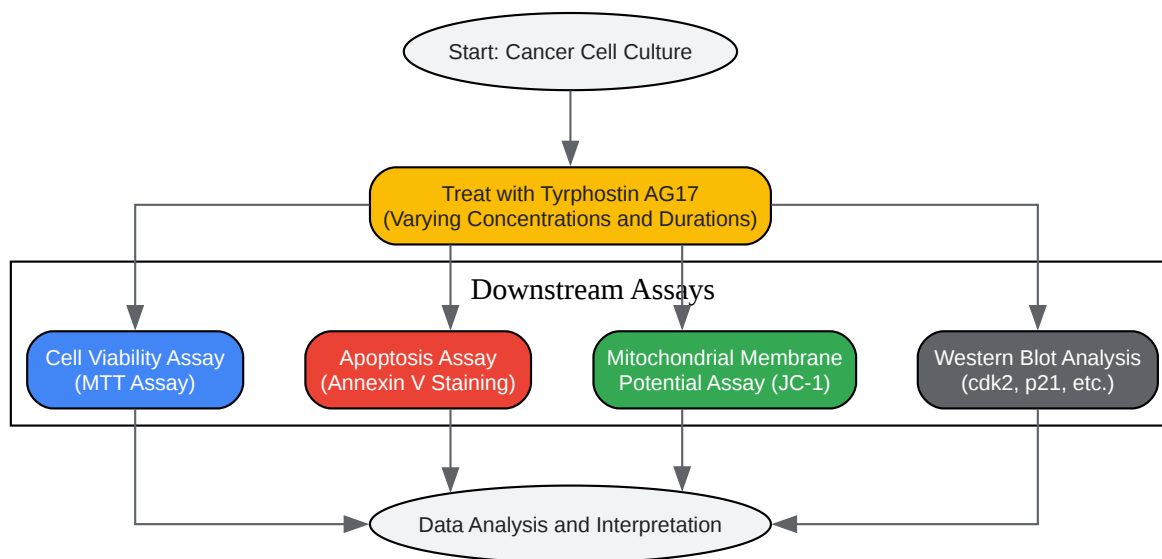 Start: Cancer Cell Culture
Treat with Tyrphostin AG17
(Varying Concentrations and Durations)
Downstream Assays
Cell Viability Assay
(MTT Assay)
Apoptosis Assay
(Annexin V Staining)
Mitochondrial Membrane
Potential Assay (JC-1)
Western Blot Analysis
(cdk2, p21, etc.)
Data Analysis and Interpretation